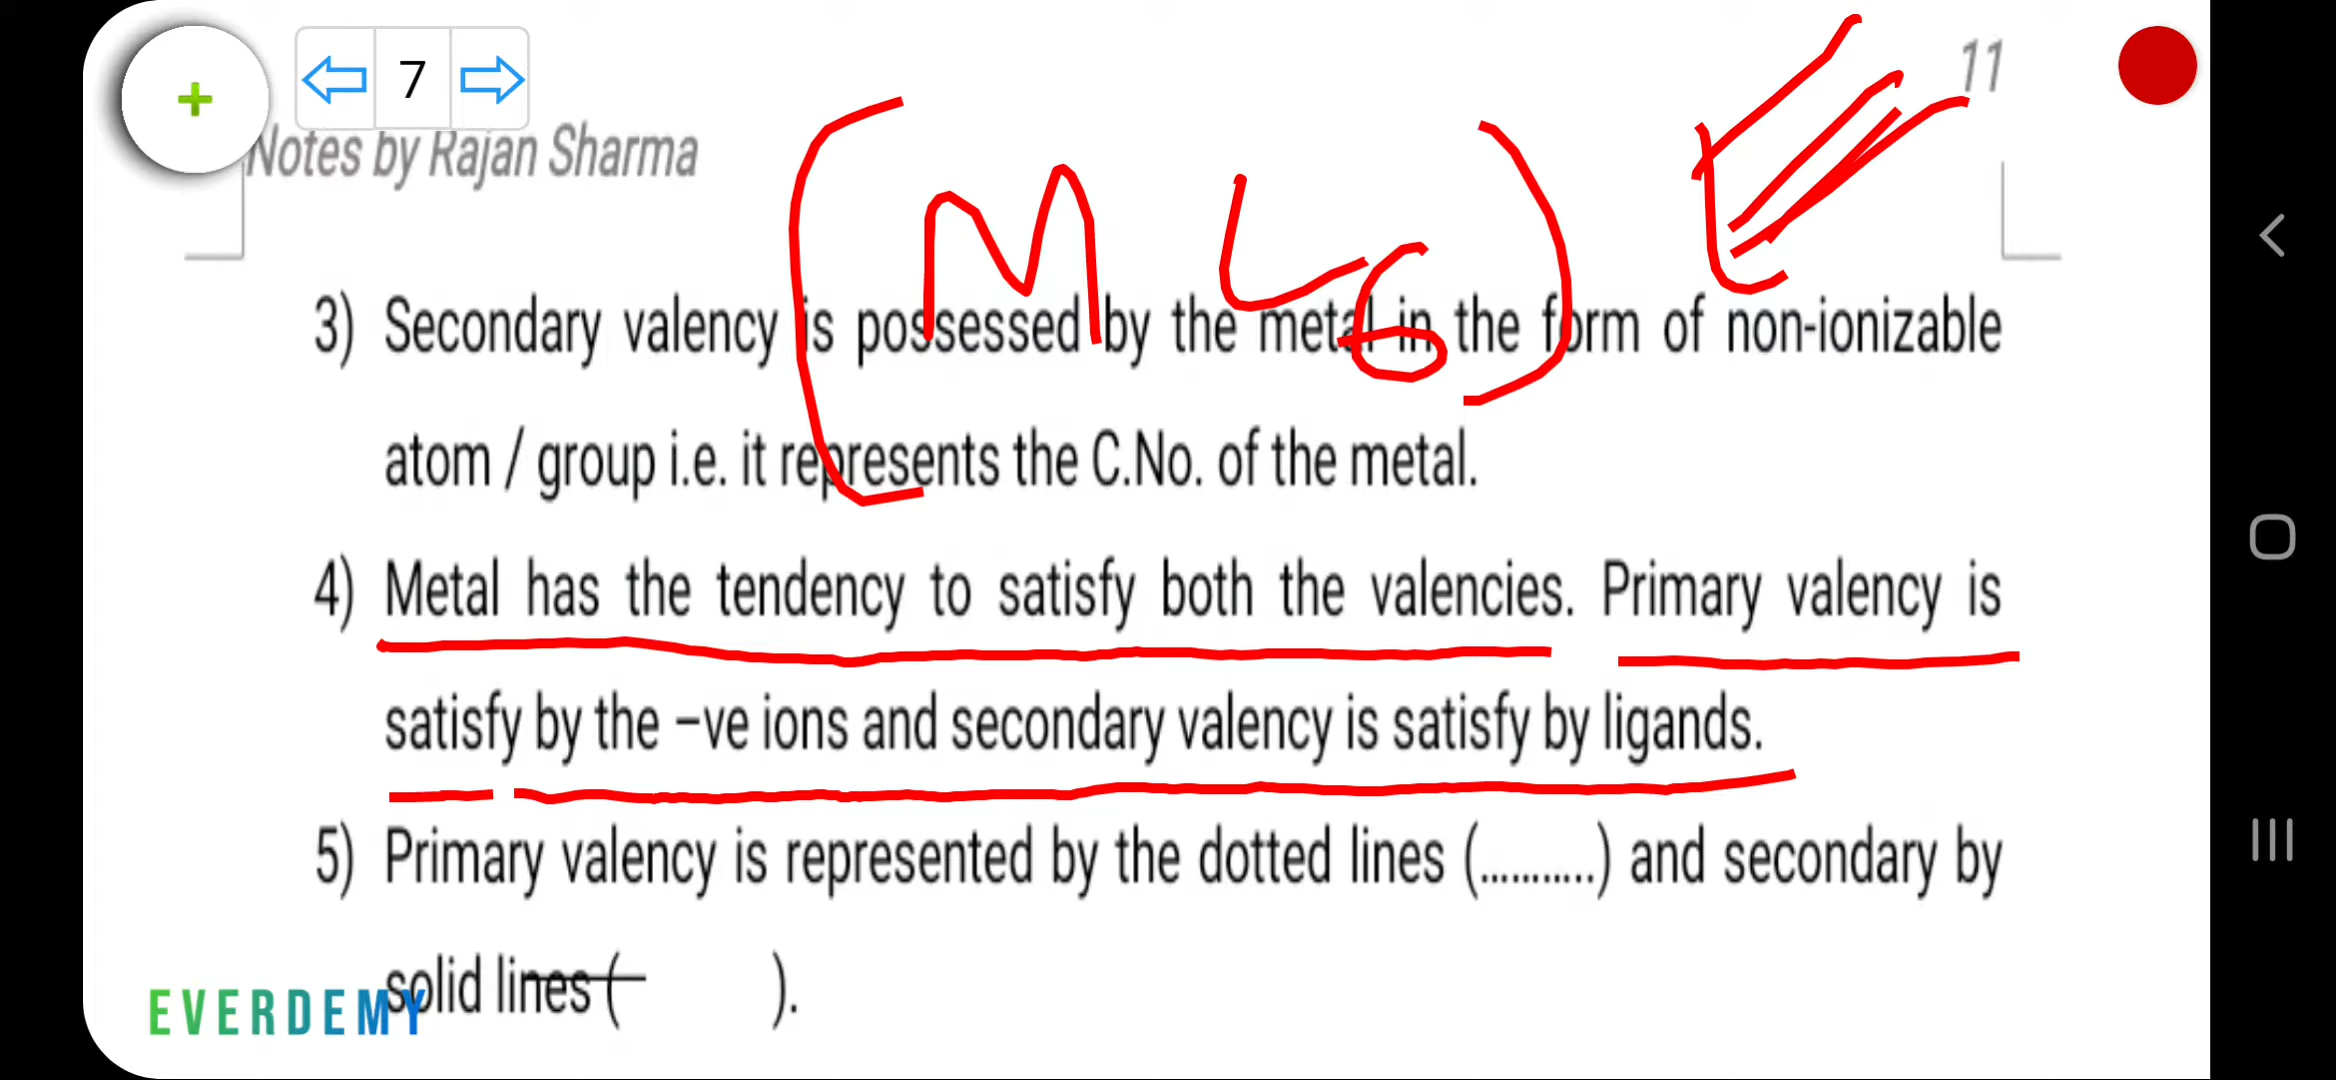 7
11
Notes by Rajan Sharma
(M L6)
3) Secondary valency is possessed by the metal in the form of non-ionizable
atom / group i.e. it represents the C.No. of the metal.
4) Metal has the tendency to satisfy both the valencies. Primary valency is
satisfy by the –ve ions and secondary valency is satisfy by ligands.
5) Primary valency is represented by the dotted lines (...........) and secondary by
solid lines ( ).
EVERDEMY